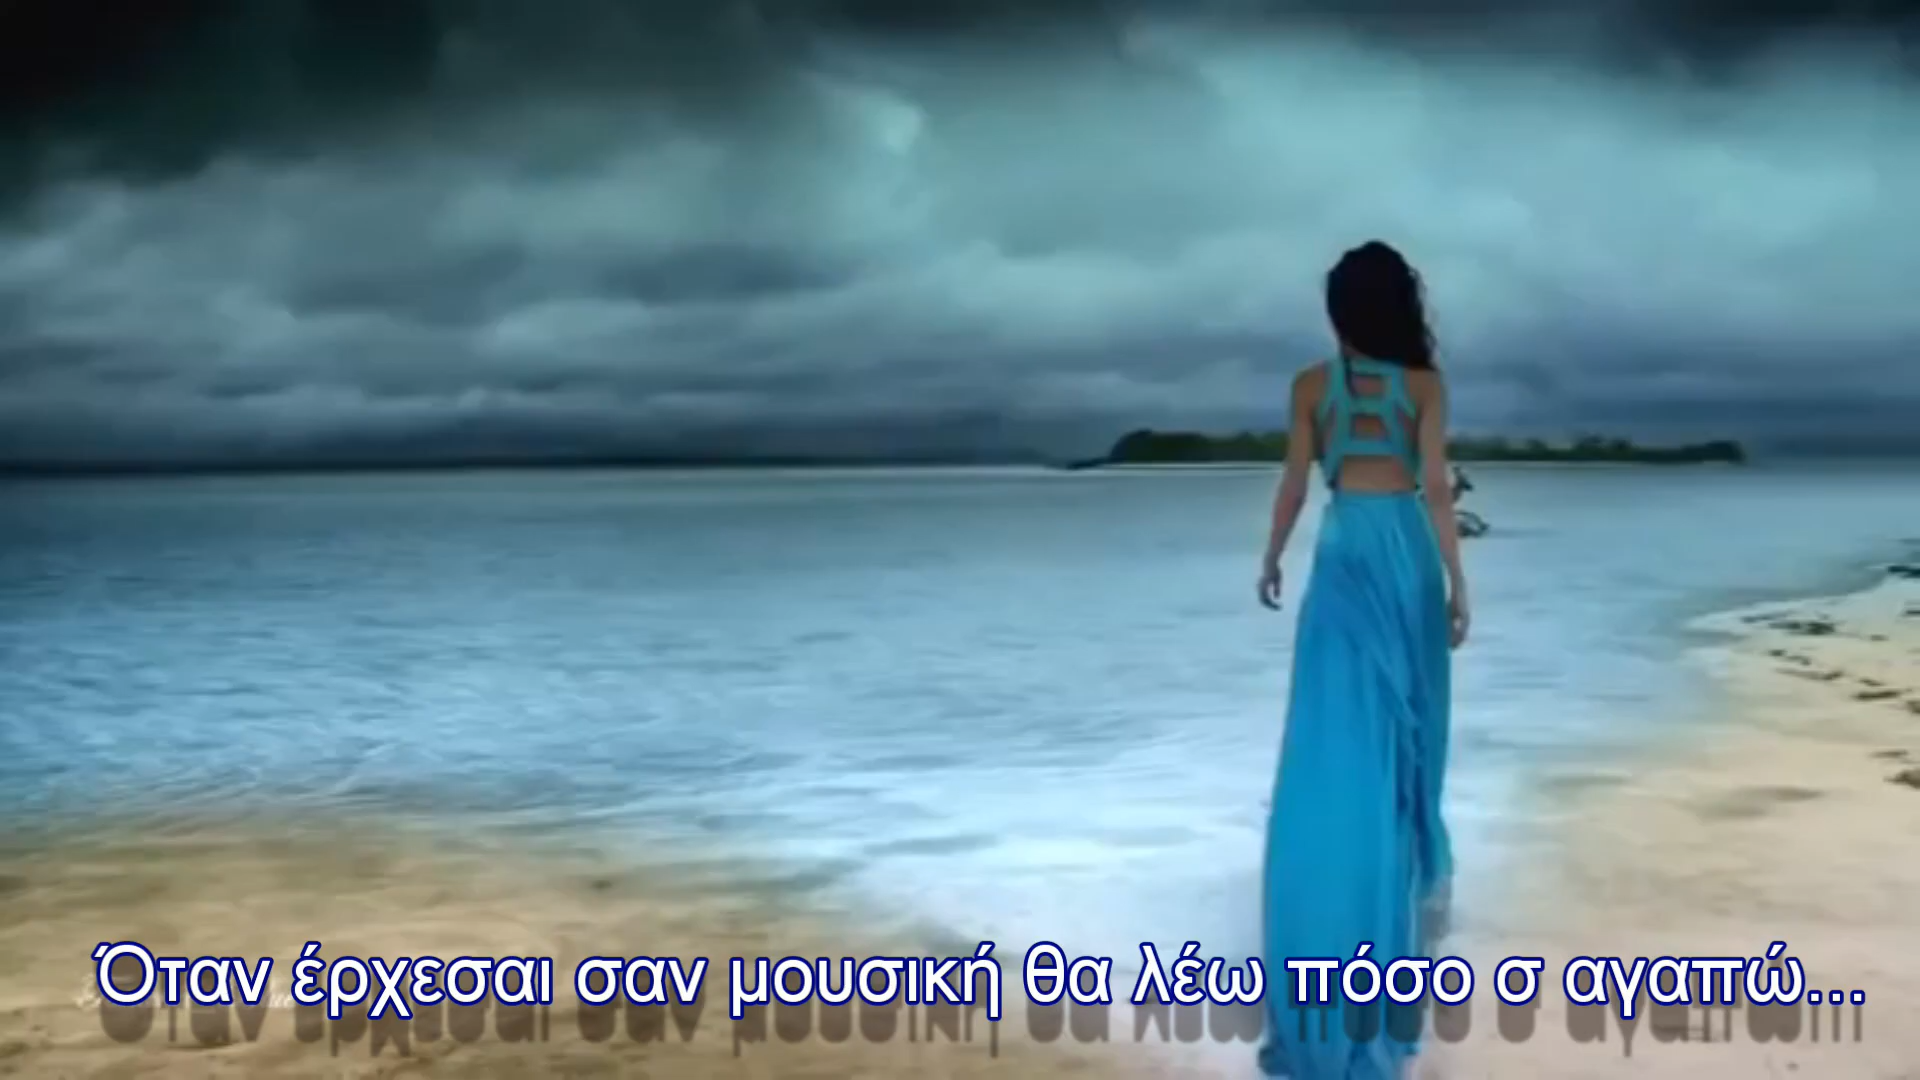 Όταν έρχεσαι σαν μουσική θα λέω πόσο σ αγαπώ...